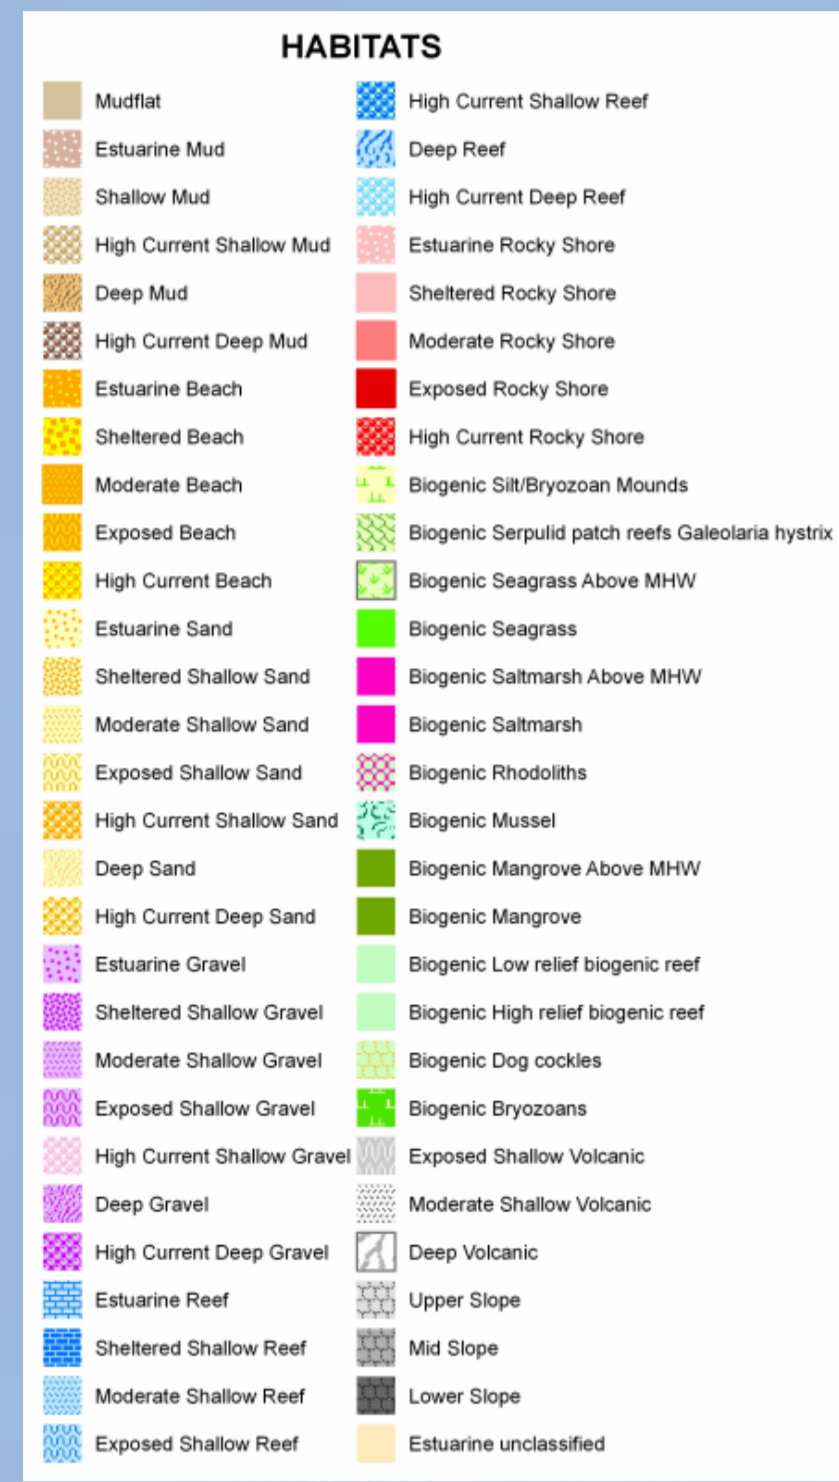 HABITATS
Mudflat
Estuarine Mud
Shallow Mud
High Current Shallow Mud
Deep Mud
High Current Deep Mud
Estuarine Beach
Sheltered Beach
Moderate Beach
Exposed Beach
High Current Beach
Estuarine Sand
Sheltered Shallow Sand
Moderate Shallow Sand
Exposed Shallow Sand
High Current Shallow Sand
Deep Sand
High Current Deep Sand
Estuarine Gravel
Sheltered Shallow Gravel
Moderate Shallow Gravel
Exposed Shallow Gravel
High Current Shallow Gravel
Deep Gravel
High Current Deep Gravel
Estuarine Reef
Sheltered Shallow Reef
Moderate Shallow Reef
Exposed Shallow Reef
High Current Shallow Reef
Deep Reef
High Current Deep Reef
Estuarine Rocky Shore
Sheltered Rocky Shore
Moderate Rocky Shore
Exposed Rocky Shore
High Current Rocky Shore
Biogenic Silt/Bryozoan Mounds
Biogenic Serpulid patch reefs Galeolaria hystrix
Biogenic Seagrass Above MHW
Biogenic Seagrass
Biogenic Saltmarsh Above MHW
Biogenic Saltmarsh
Biogenic Rhodoliths
Biogenic Mussel
Biogenic Mangrove Above MHW
Biogenic Mangrove
Biogenic Low relief biogenic reef
Biogenic High relief biogenic reef
Biogenic Dog cockles
Biogenic Bryozoans
Exposed Shallow Volcanic
Moderate Shallow Volcanic
Deep Volcanic
Upper Slope
Mid Slope
Lower Slope
Estuarine unclassified